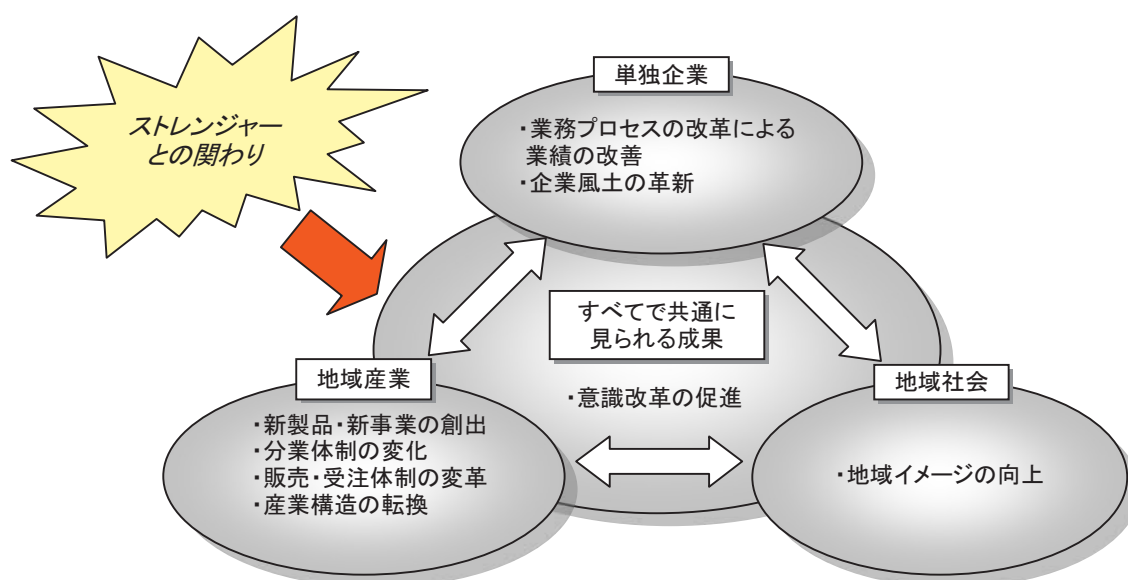 ストレンジャー
との関わり
単独企業
・業務プロセスの改革による
業績の改善
・企業風土の革新
すべてで共通に
見られる成果
・意識改革の促進
地域産業
・新製品・新事業の創出
・分業体制の変化
・販売・受注体制の変革
・産業構造の転換
地域社会
・地域イメージの向上